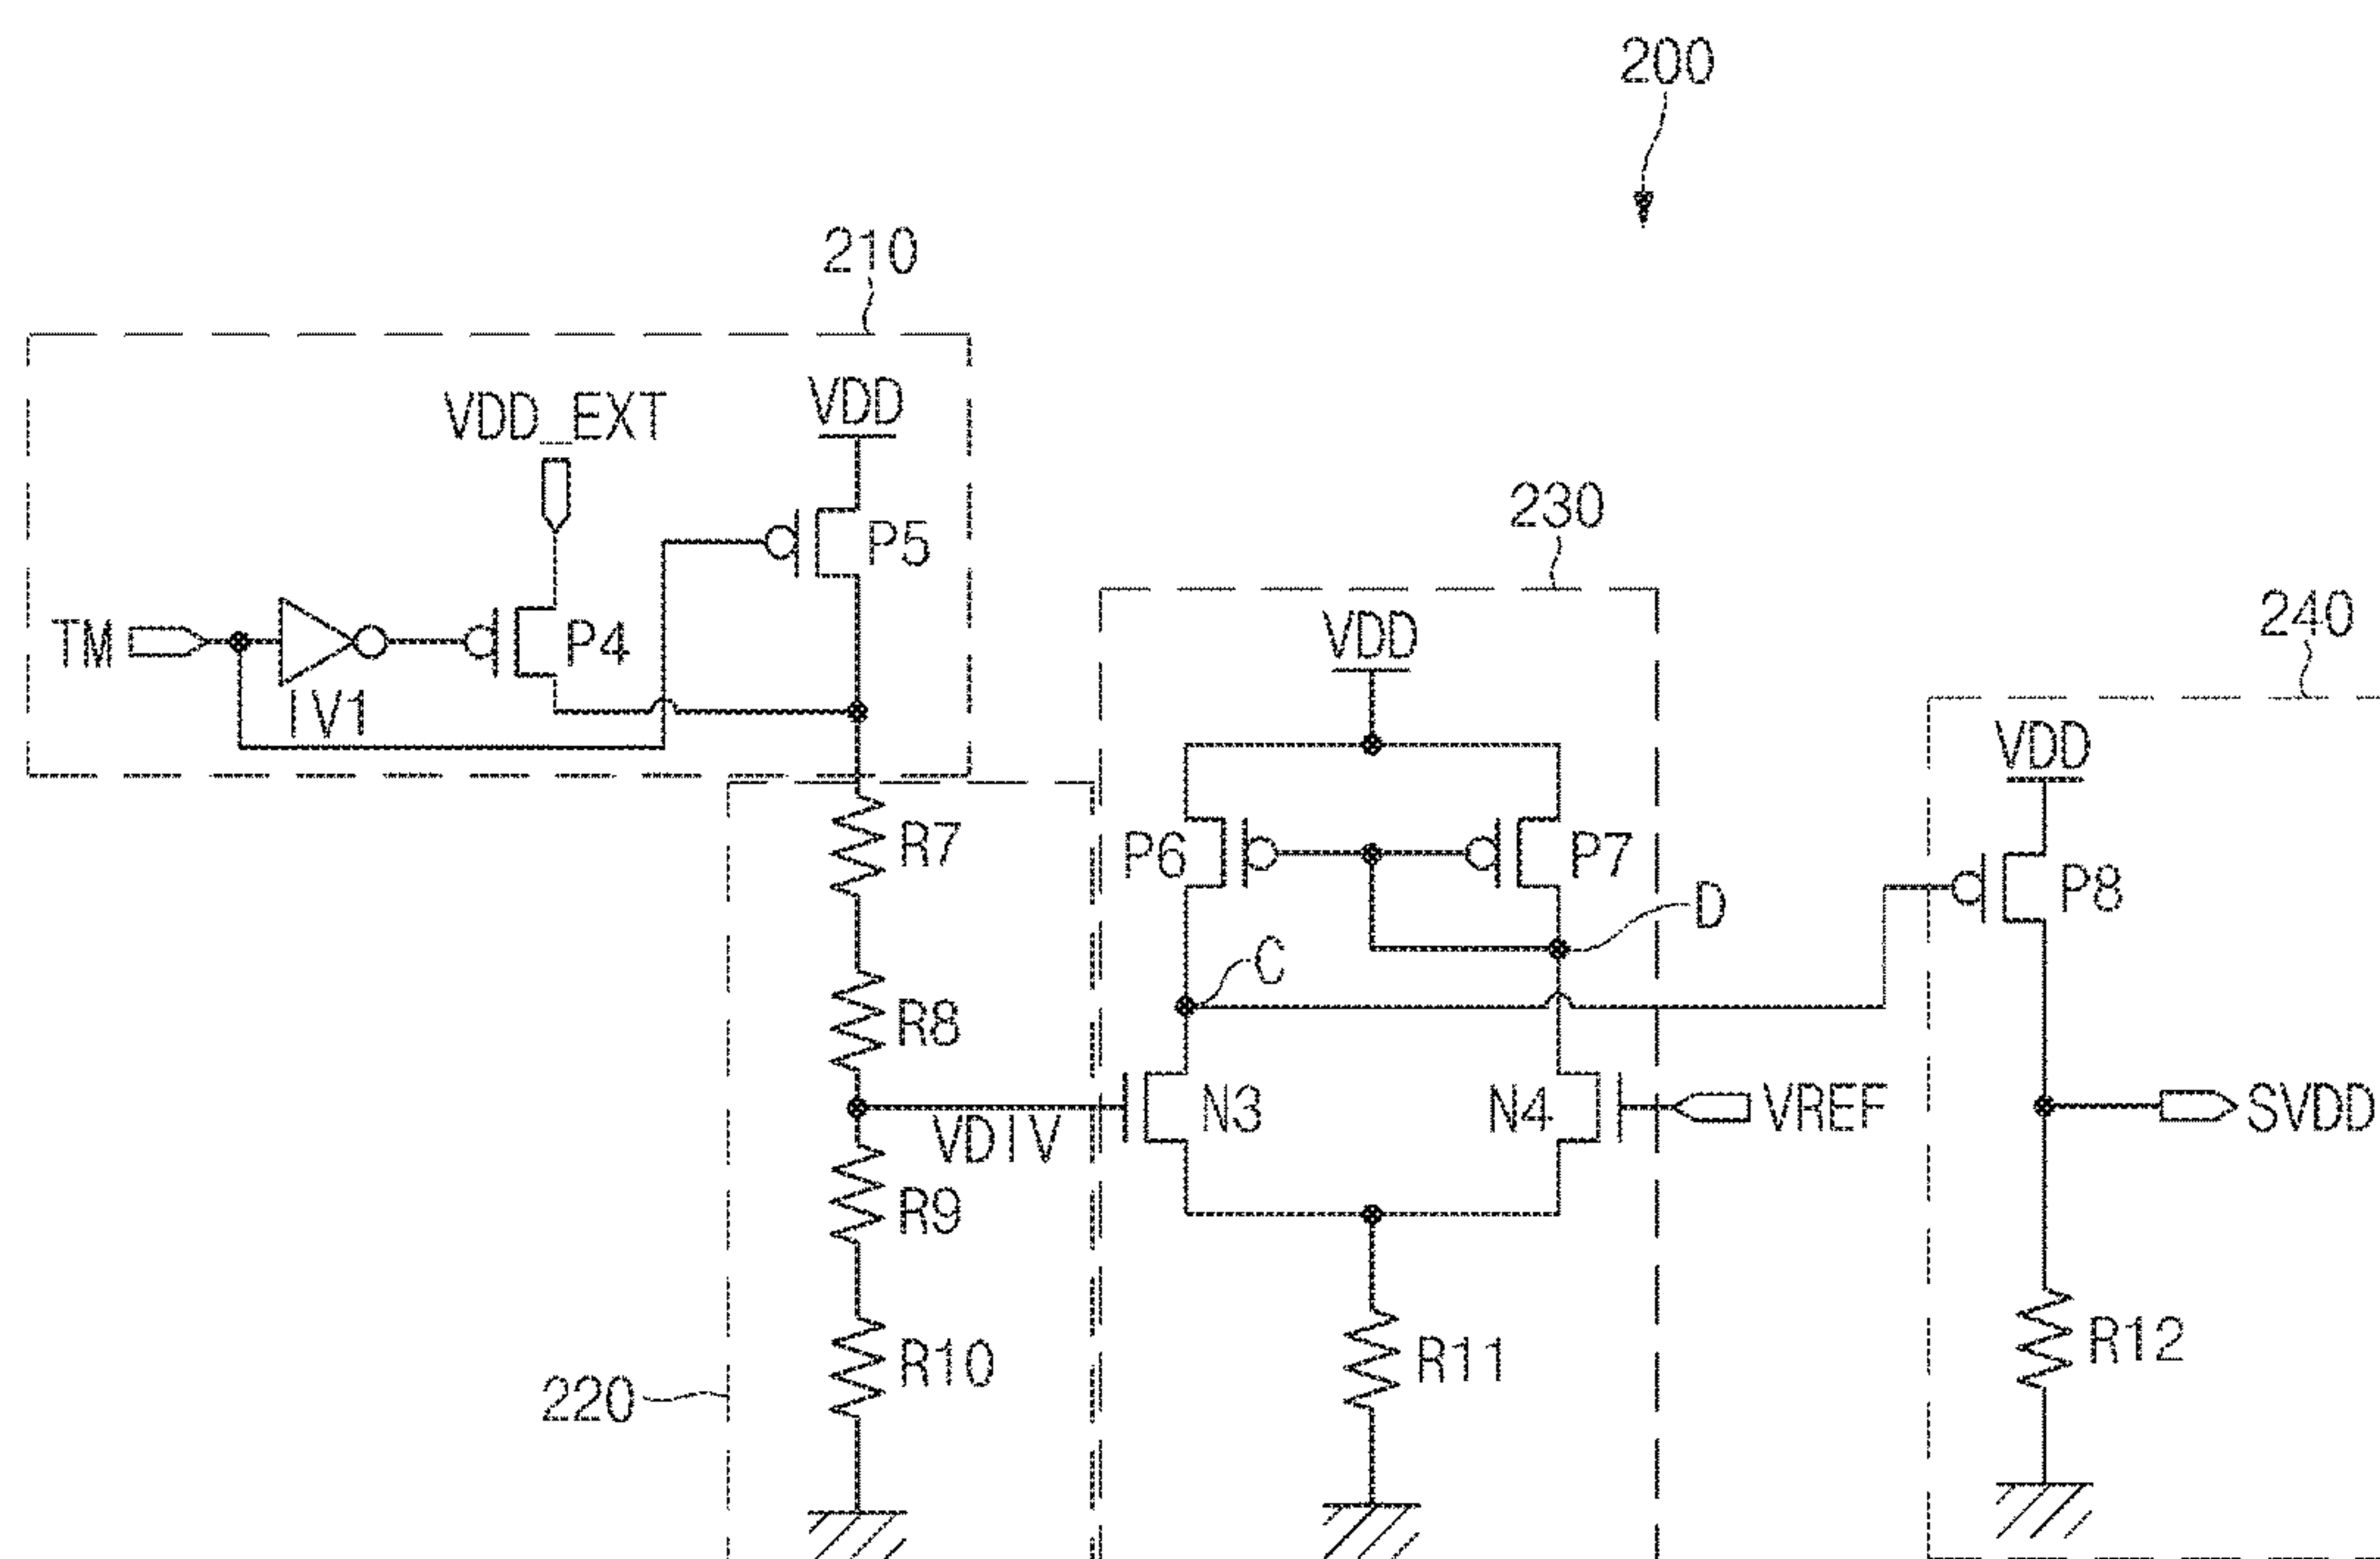 200
210
VDD
VDD_EXT
P5
230
TM
P4
IV1
VDD
240
VDD
R7
P6
P7
P8
D
C
R8
N3
N4
VREF
SVDD
VDIV
R9
R10
R11
R12
220